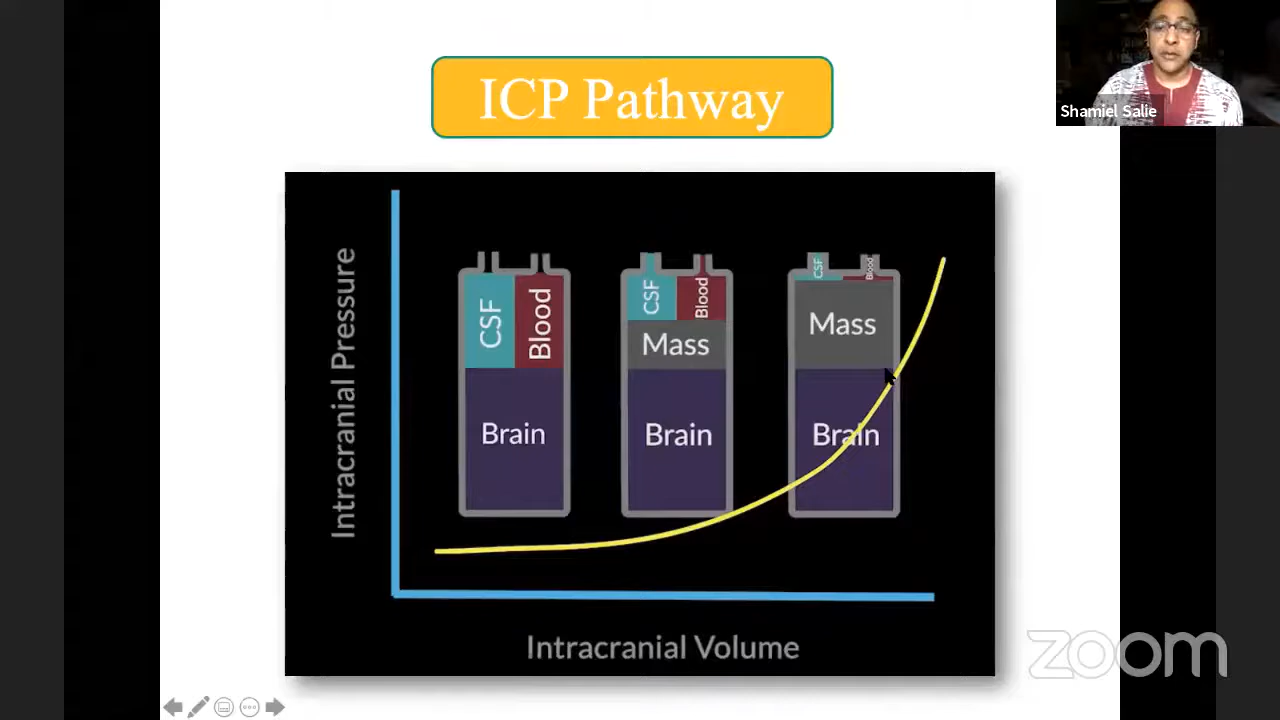 ICP Pathway
Shamiel Salie
Intracranial Pressure
CSF
Blood
Brain
CSF
Blood
Mass
Brain
CSF
Blood
Mass
Brain
Intracranial Volume
zoom